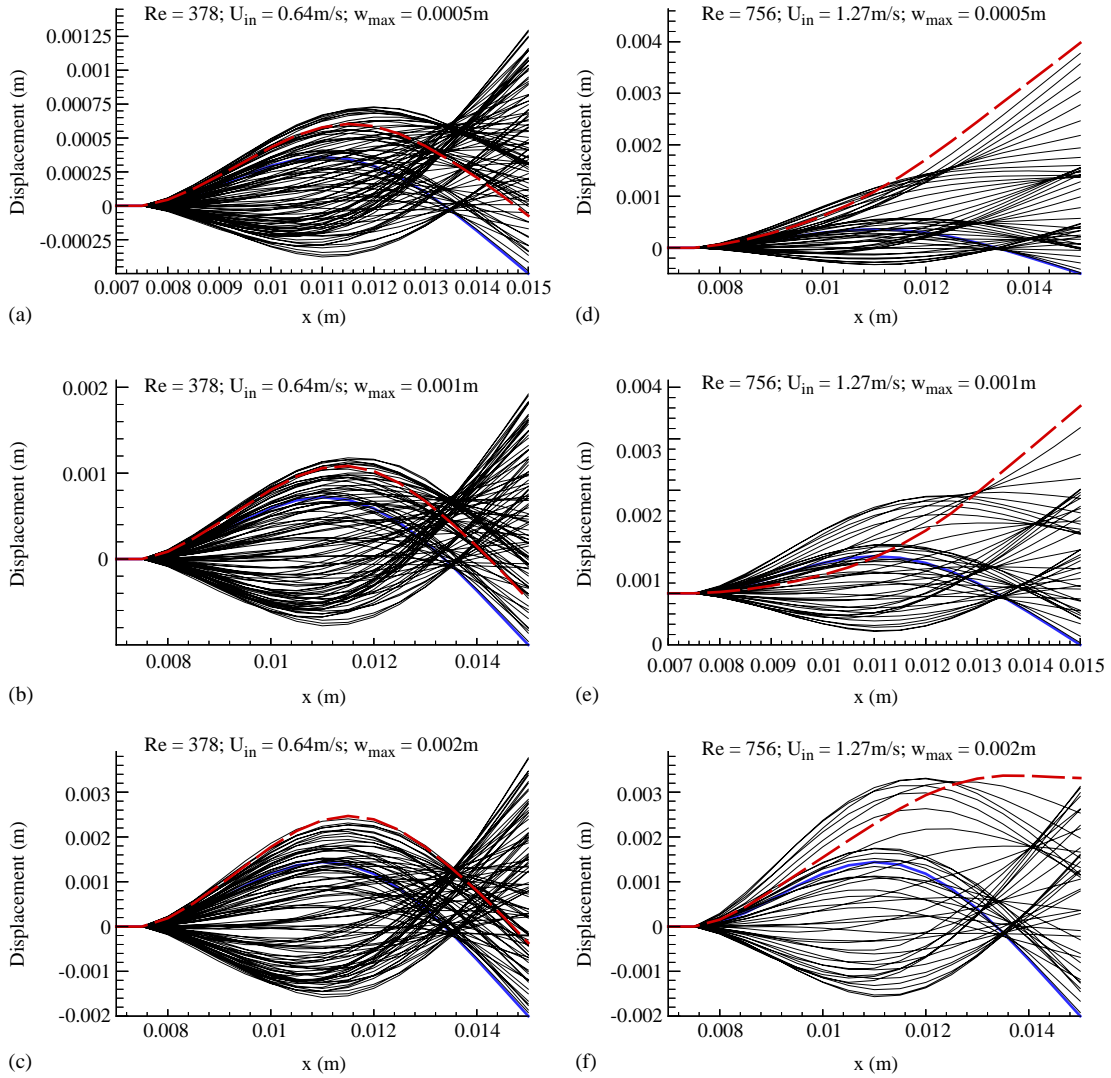 Re = 378; U_in = 0.64m/s; w_max = 0.0005m
Displacement (m)
0.00125
0.001
0.00075
0.0005
0.00025
0
-0.00025
0.007 0.008 0.009 0.01 0.011 0.012 0.013 0.014 0.015
(a)
x (m)
Re = 756; U_in = 1.27m/s; w_max = 0.0005m
Displacement (m)
0.004
0.003
0.002
0.001
0
0.008 0.01 0.012 0.014
(d)
x (m)
Re = 378; U_in = 0.64m/s; w_max = 0.001m
Displacement (m)
0.002
0.001
0
0.008 0.01 0.012 0.014
(b)
x (m)
Re = 756; U_in = 1.27m/s; w_max = 0.001m
Displacement (m)
0.004
0.003
0.002
0.001
0
0.007 0.008 0.009 0.01 0.011 0.012 0.013 0.014 0.015
(e)
x (m)
Re = 378; U_in = 0.64m/s; w_max = 0.002m
Displacement (m)
0.003
0.002
0.001
0
-0.001
-0.002
0.008 0.01 0.012 0.014
(c)
x (m)
Re = 756; U_in = 1.27m/s; w_max = 0.002m
Displacement (m)
0.003
0.002
0.001
0
-0.001
-0.002
0.008 0.01 0.012 0.014
(f)
x (m)